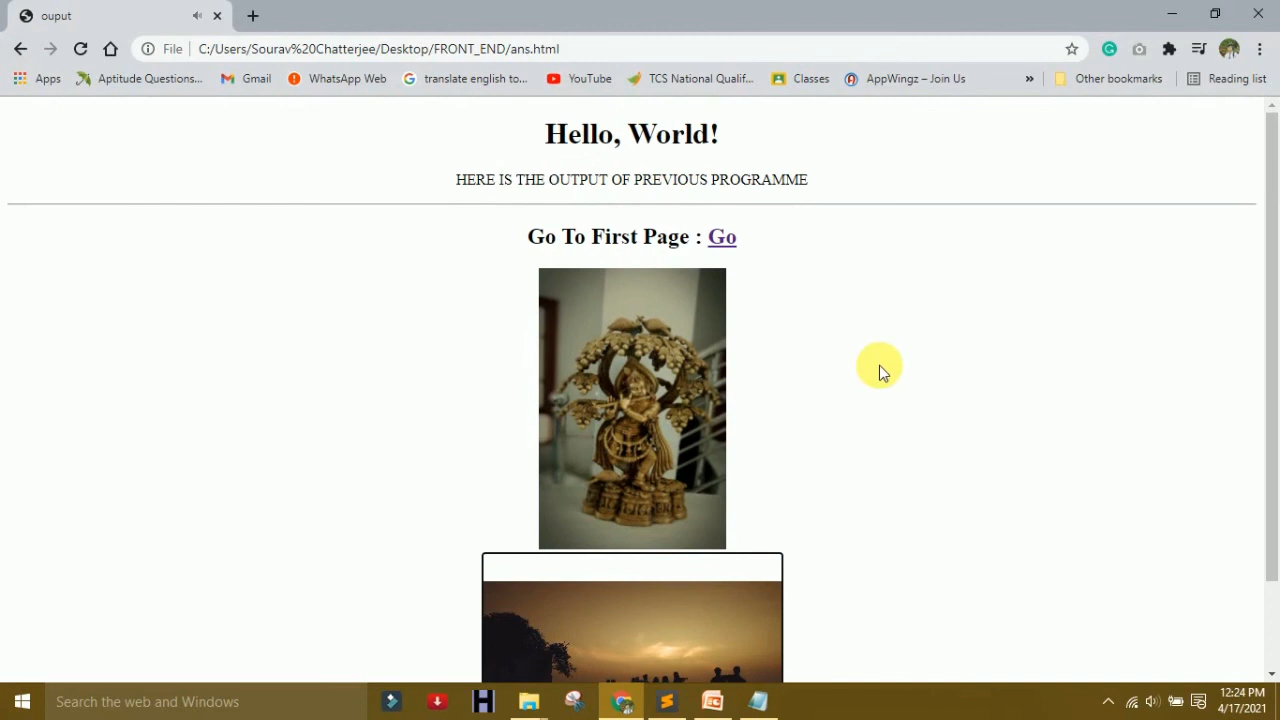 ouput
File
C:/Users/Sourav%20Chatterjee/Desktop/FRONT_END/ans.html
Apps
Aptitude Questions...
Gmail
WhatsApp Web
translate english to...
YouTube
TCS National Qualif...
Classes
AppWingz – Join Us
»
Other bookmarks
Reading list
Hello, World!
HERE IS THE OUTPUT OF PREVIOUS PROGRAMME
Go To First Page : Go
Search the web and Windows
12:24 PM
4/17/2021